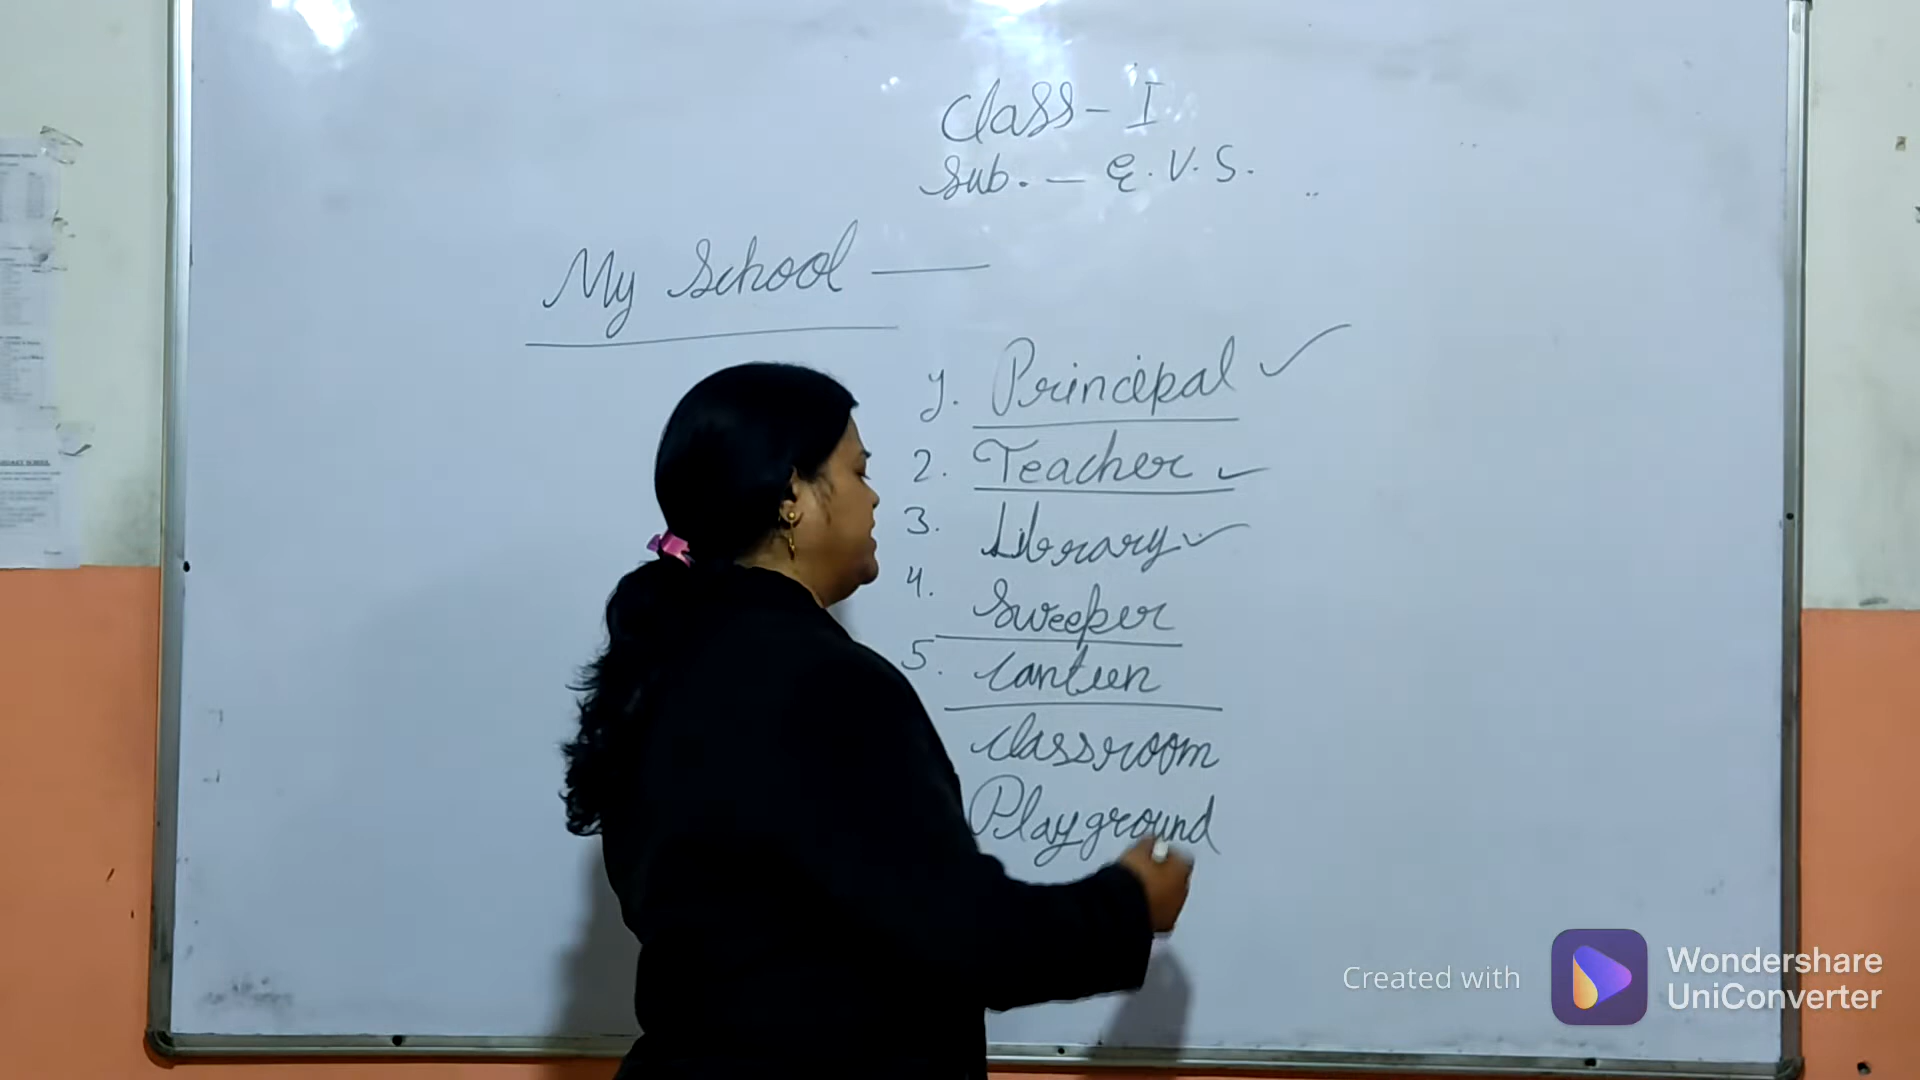 Class - I
Sub. - E.V.S.
My School —
1. Principal ✓
2. Teacher ✓
3. Library ✓
4. Sweeper
5. Canteen
Classroom
Playground
Created with Wondershare UniConverter